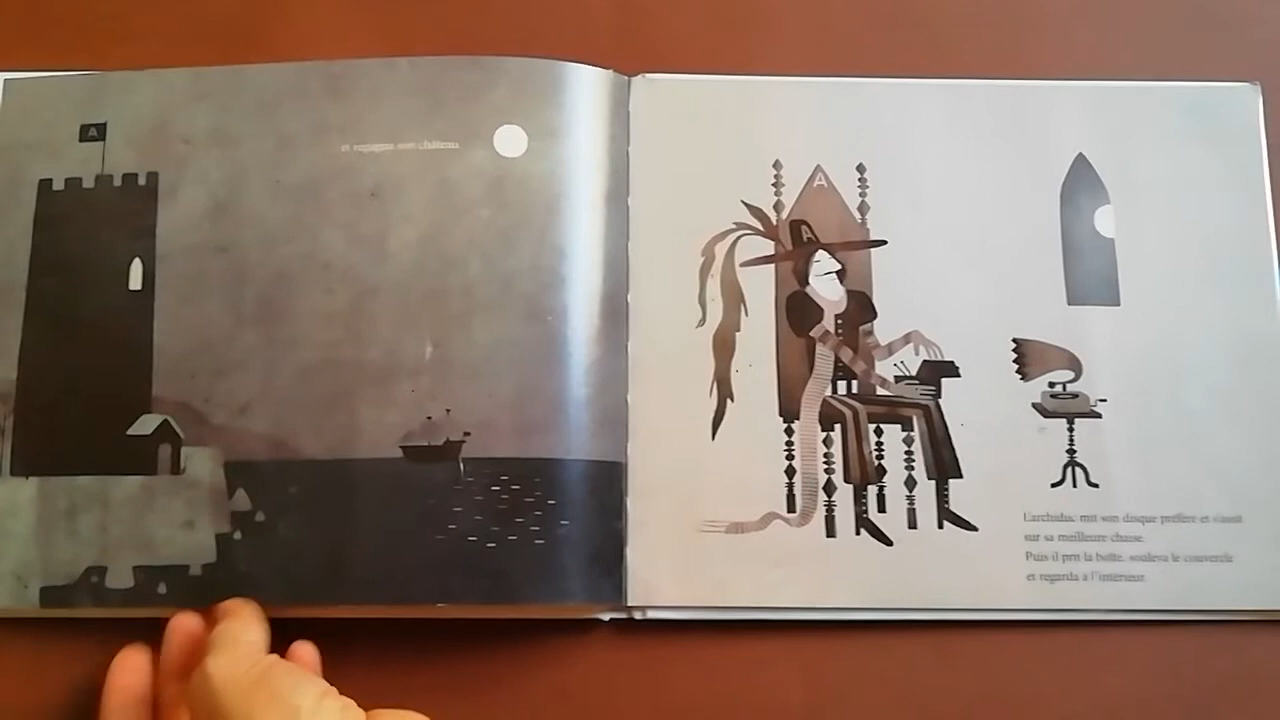 A
et regagna son château.
A
A
L'archiduc mit son disque préféré et s'assit
sur sa meilleure chaise.
Puis il prit la boîte, souleva le couvercle
et regarda à l'intérieur.